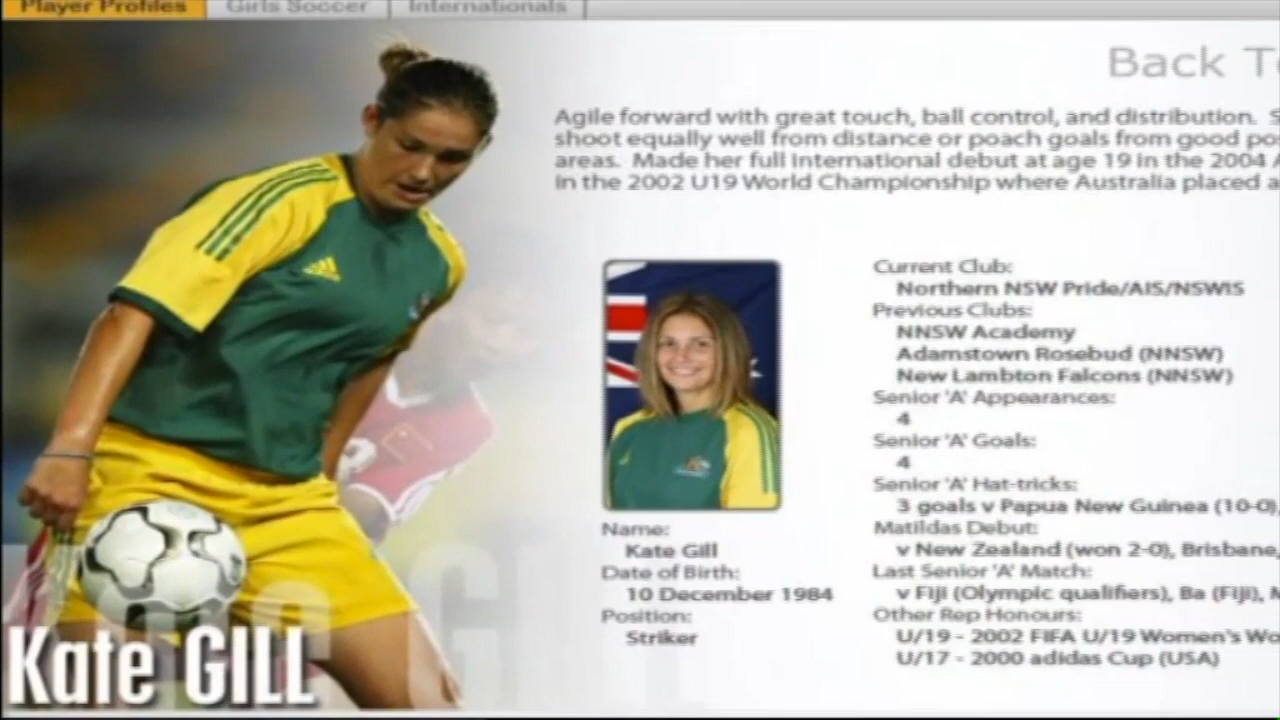 Player Profiles
Girls Soccer
Internationals
Back
Agile forward with great touch, ball control, and distribution.
shoot equally well from distance or poach goals from good
areas. Made her full international debut at age 19 in the 2004
in the 2002 U19 World Championship where Australia placed
Current Club:
Northern NSW Pride/AIS/NSWIS
Previous Clubs:
NNSW Academy
Adamstown Rosebud (NNSW)
New Lambton Falcons (NNSW)
Senior 'A' Appearances:
4
Senior 'A' Goals:
4
Senior 'A' Hat-tricks:
3 goals v Papua New Guinea (10-0),
Matildas Debut:
v New Zealand (won 2-0), Brisbane,
Last Senior 'A' Match:
v Fiji (Olympic qualifiers), Ba (Fiji),
Other Rep Honours:
U/19 - 2002 FIFA U/19 Women's
U/17 - 2000 adidas Cup (USA)
Name:
Kate Gill
Date of Birth:
10 December 1984
Position:
Striker
Kate GILL